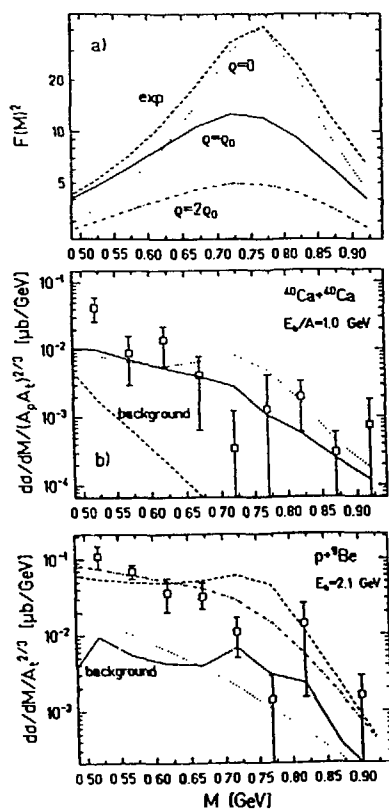 a)
F(M)²
20
10
5
exp
ϱ=0
ϱ=ϱ₀
ϱ=2ϱ₀
0.50 0.55 0.60 0.65 0.70 0.75 0.80 0.85 0.90
dσ/dM/(AₚAₜ)^2/3 [μb/GeV]
10⁻¹
10⁻²
10⁻³
10⁻⁴
⁴⁰Ca+⁴⁰Ca
Eₒ/A=1.0 GeV
background
b)
0.50 0.55 0.60 0.65 0.70 0.75 0.80 0.85 0.90
dσ/dM/Aₜ^2/3 [μb/GeV]
10⁻¹
10⁻²
10⁻³
p+⁹Be
Eₒ=2.1 GeV
background
0.50 0.55 0.60 0.65 0.70 0.75 0.80 0.85 0.90
M [GeV]